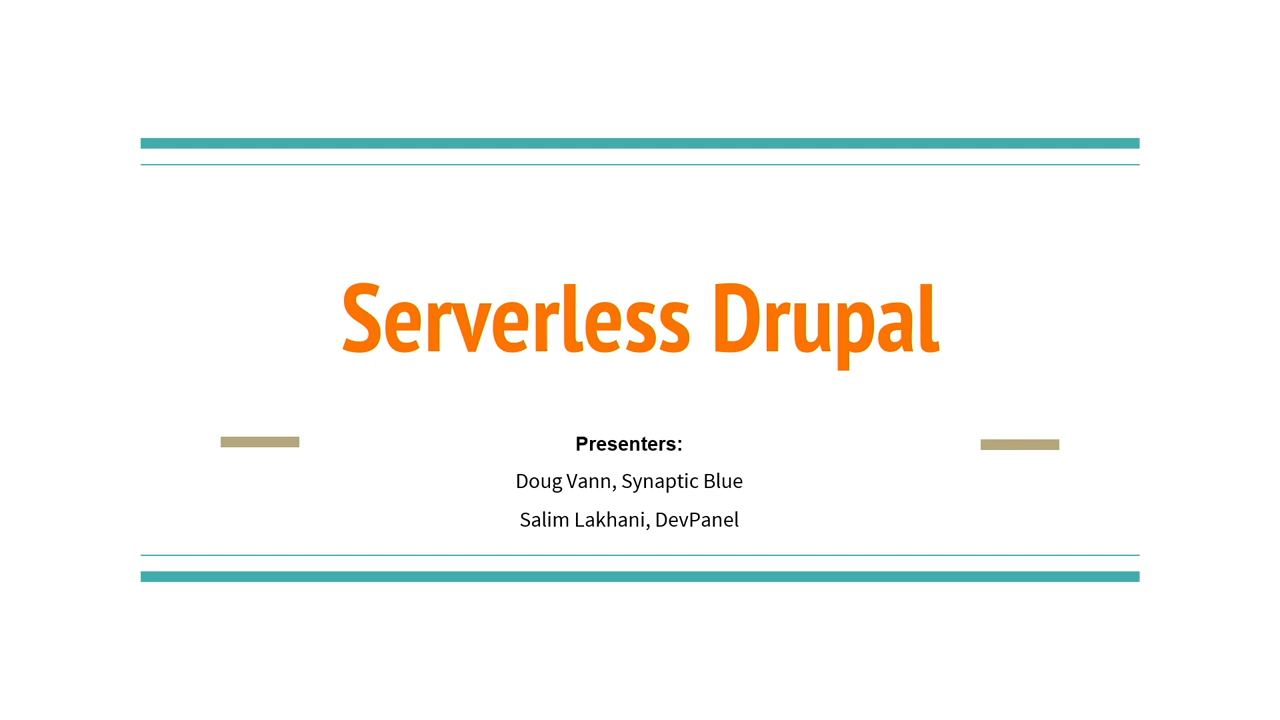 Serverless Drupal
Presenters:
Doug Vann, Synaptic Blue
Salim Lakhani, DevPanel